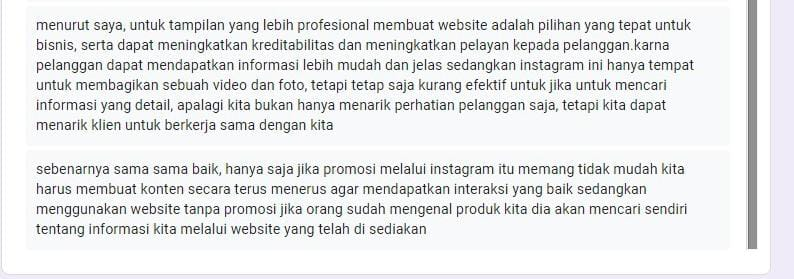 menurut saya, untuk tampilan yang lebih profesional membuat website adalah pilihan yang tepat untuk
bisnis, serta dapat meningkatkan kreditabilitas dan meningkatkan pelayan kepada pelanggan.karna
pelanggan dapat mendapatkan informasi lebih mudah dan jelas sedangkan instagram ini hanya tempat
untuk membagikan sebuah video dan foto, tetapi tetap saja kurang efektif untuk jika untuk mencari
informasi yang detail, apalagi kita bukan hanya menarik perhatian pelanggan saja, tetapi kita dapat
menarik klien untuk berkerja sama dengan kita
sebenarnya sama sama baik, hanya saja jika promosi melalui instagram itu memang tidak mudah kita
harus membuat konten secara terus menerus agar mendapatkan interaksi yang baik sedangkan
menggunakan website tanpa promosi jika orang sudah mengenal produk kita dia akan mencari sendiri
tentang informasi kita melalui website yang telah di sediakan